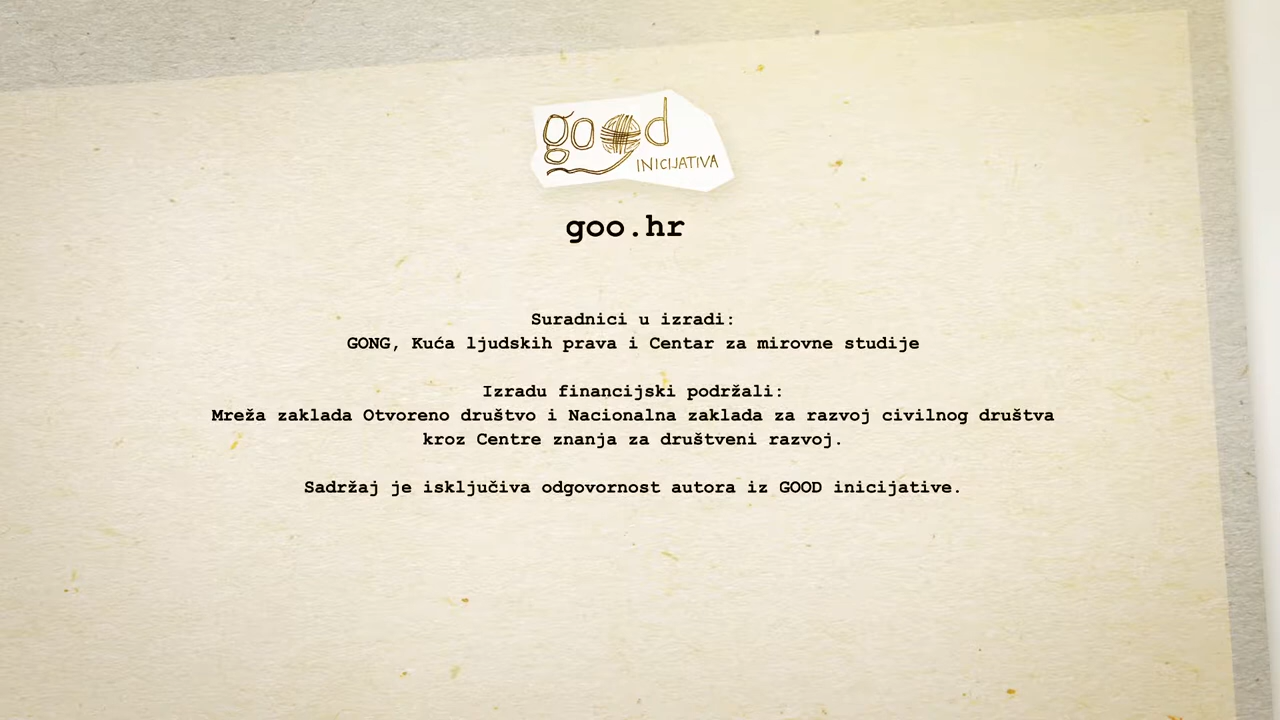 good
INICIJATIVA
goo.hr
Suradnici u izradi:
GONG, Kuća ljudskih prava i Centar za mirovne studije
Izradu financijski podržali:
Mreža zaklada Otvoreno društvo i Nacionalna zaklada za razvoj civilnog društva
kroz Centre znanja za društveni razvoj.
Sadržaj je isključiva odgovornost autora iz GOOD inicijative.